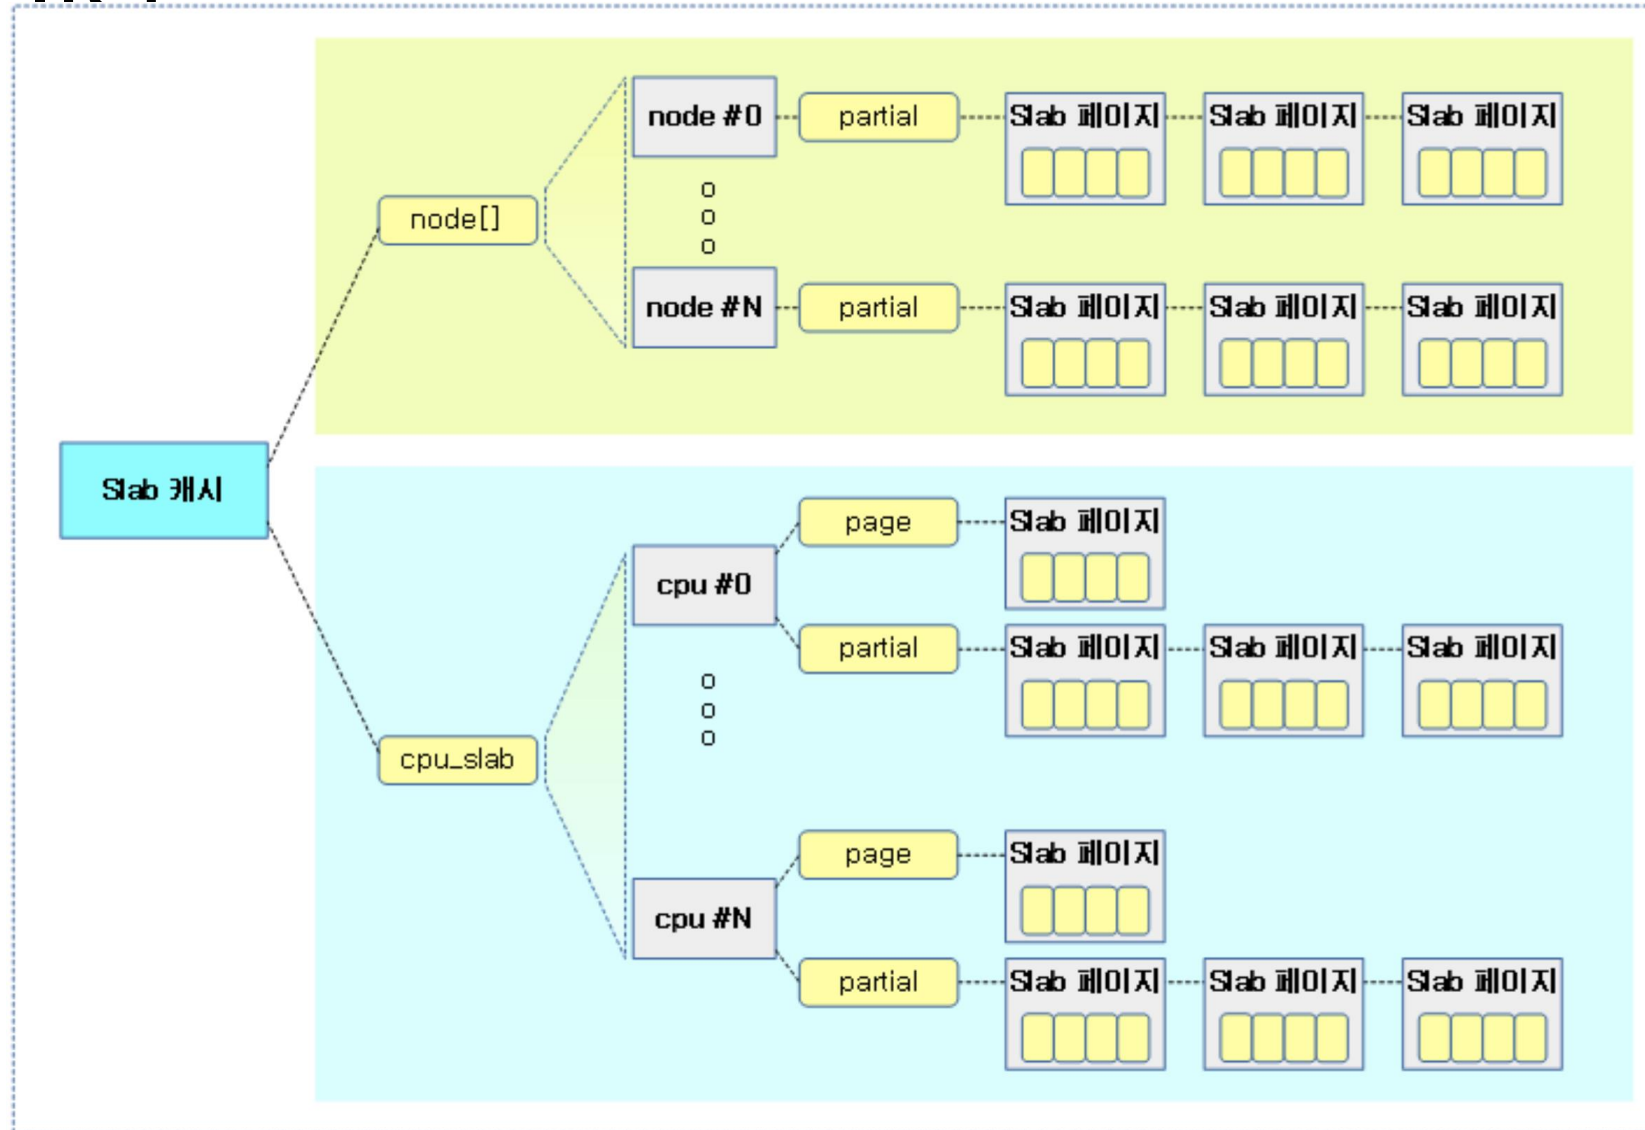 node #0 partial Slab 페이지 Slab 페이지 Slab 페이지
node[]
node #N partial Slab 페이지 Slab 페이지 Slab 페이지
Slab 캐시
page Slab 페이지
cpu #0
partial Slab 페이지 Slab 페이지 Slab 페이지
cpu_slab
page Slab 페이지
cpu #N
partial Slab 페이지 Slab 페이지 Slab 페이지